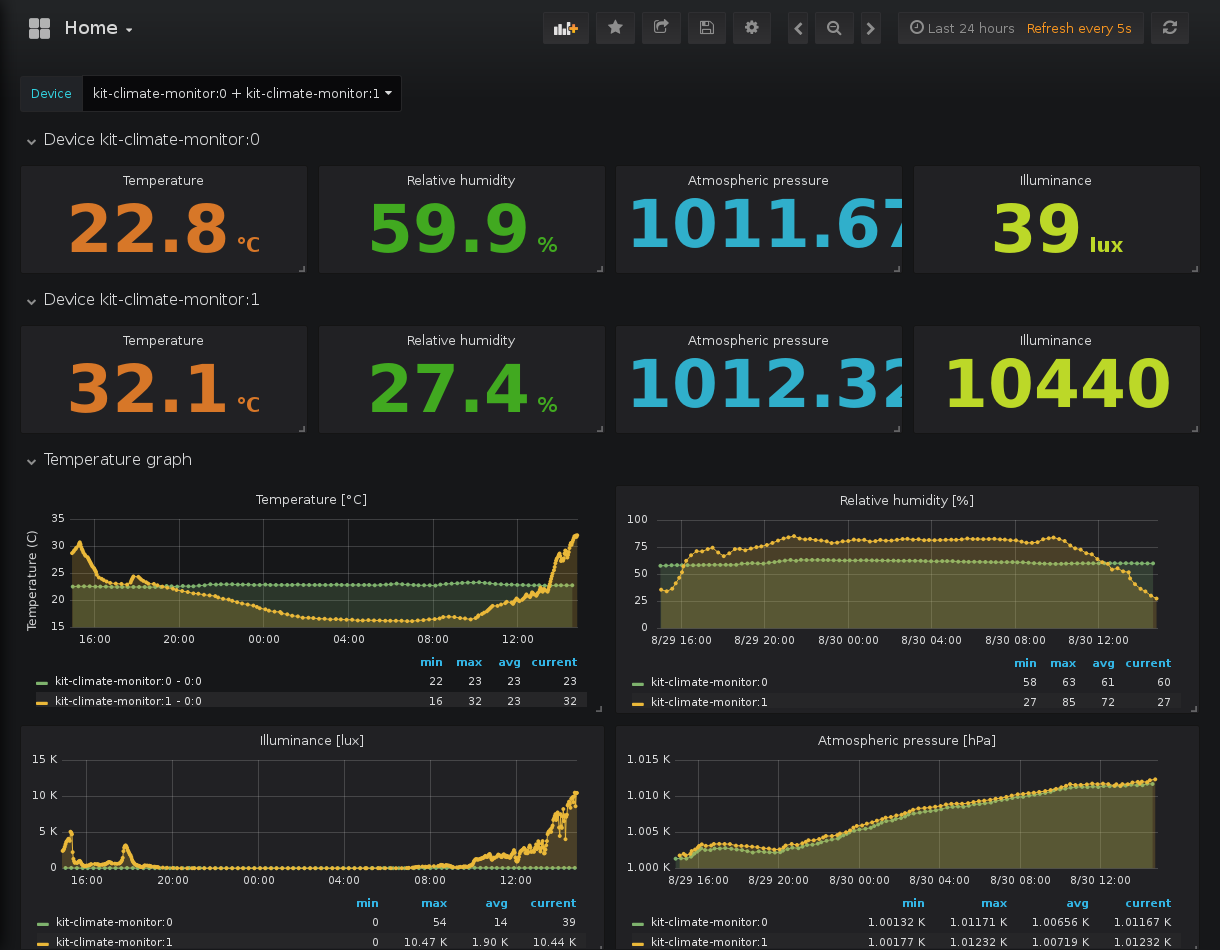 Home
Last 24 hours Refresh every 5s
Device kit-climate-monitor:0 + kit-climate-monitor:1
Device kit-climate-monitor:0
Temperature Relative humidity Atmospheric pressure Illuminance
22.8 °C 59.9 % 1011.67 39 lux
Device kit-climate-monitor:1
Temperature Relative humidity Atmospheric pressure Illuminance
32.1 °C 27.4 % 1012.32 10440
Temperature graph
Temperature [°C]
Temperature (C)
35
30
25
20
15
16:00 20:00 00:00 04:00 08:00 12:00
min max avg current
kit-climate-monitor:0 - 0:0 22 23 23 23
kit-climate-monitor:1 - 0:0 16 32 23 32
Relative humidity [%]
100
75
50
25
0
8/29 16:00 8/29 20:00 8/30 00:00 8/30 04:00 8/30 08:00 8/30 12:00
min max avg current
kit-climate-monitor:0 58 63 61 60
kit-climate-monitor:1 27 85 72 27
Illuminance [lux]
15 K
10 K
5 K
0
16:00 20:00 00:00 04:00 08:00 12:00
min max avg current
kit-climate-monitor:0 0 54 14 39
kit-climate-monitor:1 0 10.47 K 1.90 K 10.44 K
Atmospheric pressure [hPa]
1.015 K
1.010 K
1.005 K
1.000 K
8/29 16:00 8/29 20:00 8/30 00:00 8/30 04:00 8/30 08:00 8/30 12:00
min max avg current
kit-climate-monitor:0 1.00132 K 1.01171 K 1.00656 K 1.01167 K
kit-climate-monitor:1 1.00177 K 1.01232 K 1.00719 K 1.01232 K